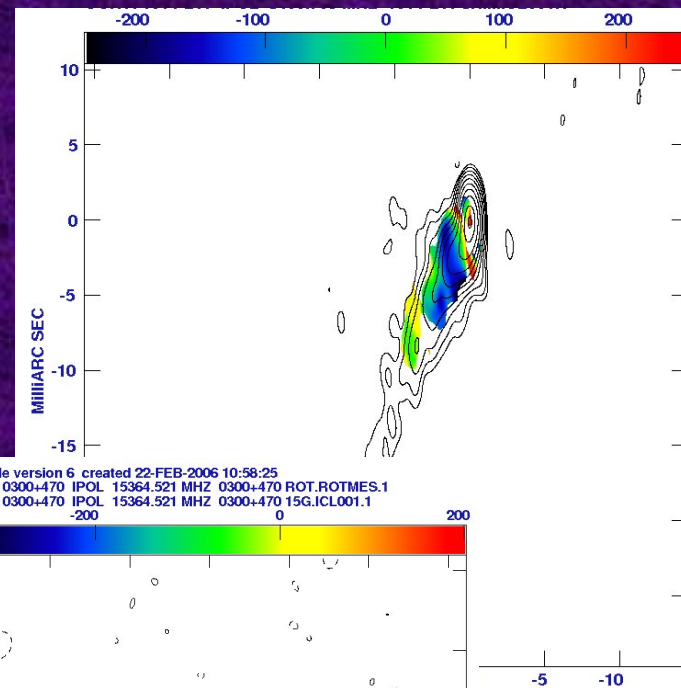 -200 -100 0 100 200
10
5
0
-5
-10
-15
MilliARC SEC
version 6 created 22-FEB-2006 10:58:25
0300+470 IPOL 15364.521 MHZ 0300+470 ROT.ROTMES.1
0300+470 IPOL 15364.521 MHZ 0300+470 15G.ICL001.1
-200 0 200
-5 -10